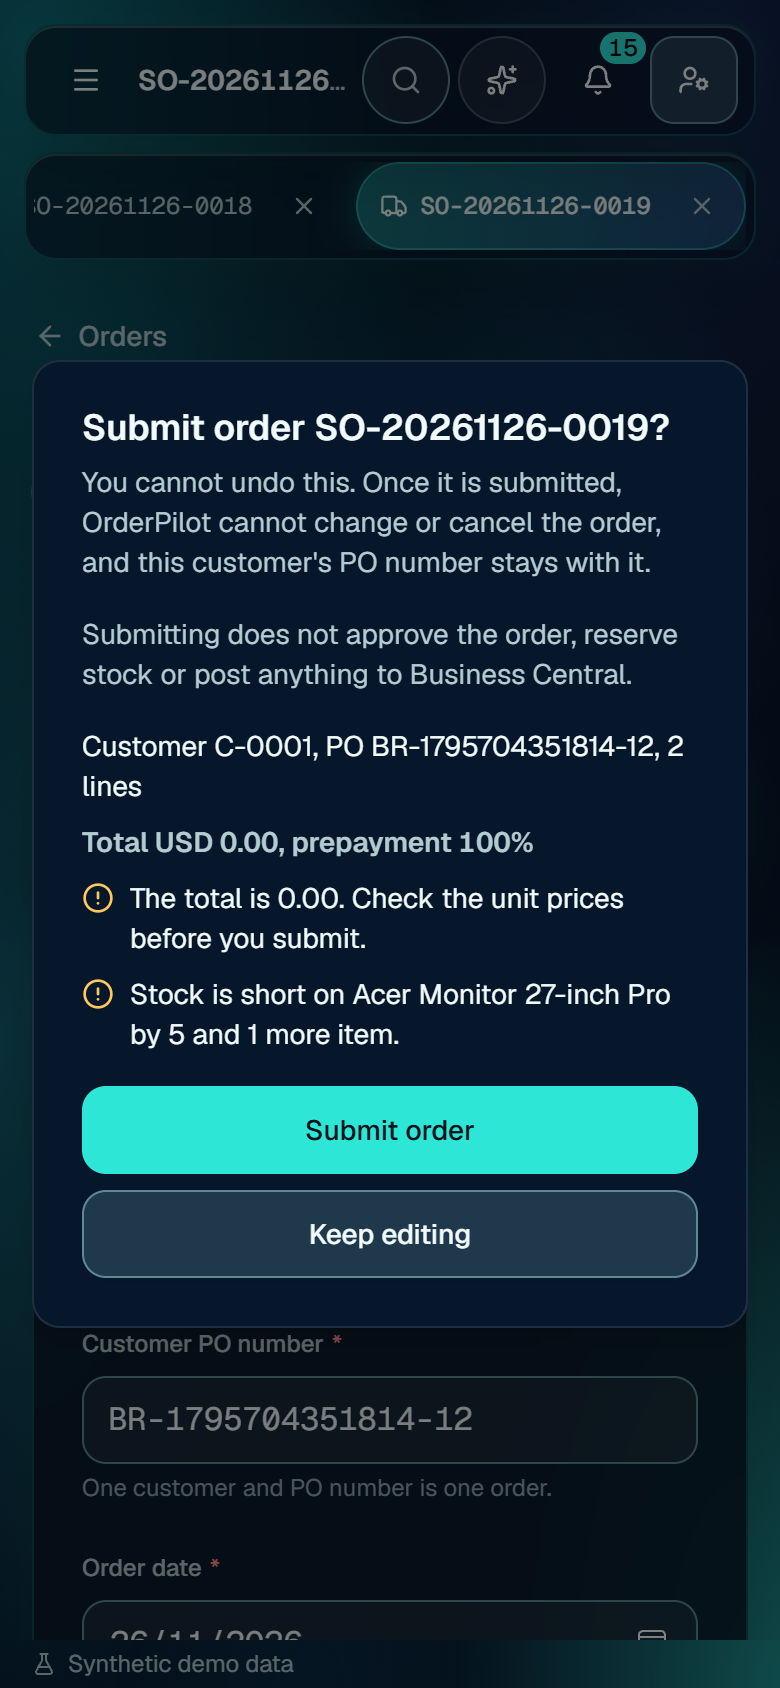 SO-20261126...
15
SO-20261126-0018
SO-20261126-0019
Orders
Submit order SO-20261126-0019?
You cannot undo this. Once it is submitted,
OrderPilot cannot change or cancel the order,
and this customer's PO number stays with it.
Submitting does not approve the order, reserve
stock or post anything to Business Central.
Customer C-0001, PO BR-1795704351814-12, 2
lines
Total USD 0.00, prepayment 100%
The total is 0.00. Check the unit prices
before you submit.
Stock is short on Acer Monitor 27-inch Pro
by 5 and 1 more item.
Submit order
Keep editing
Customer PO number *
BR-1795704351814-12
One customer and PO number is one order.
Order date *
26/11/2026
Synthetic demo data